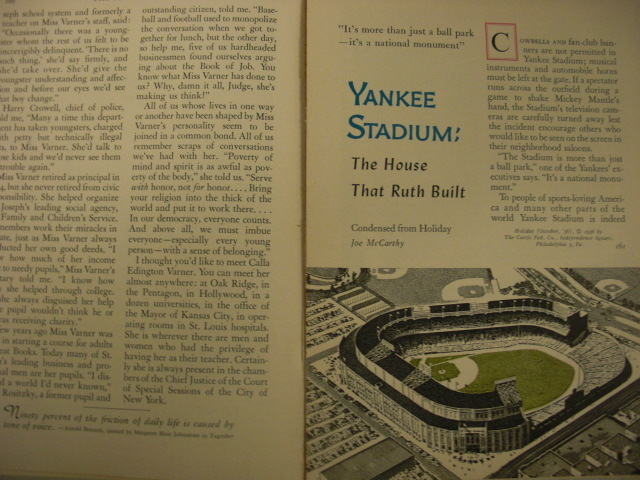 seph school system and formerly a
teacher on Miss Varner's staff, said:
"Occasionally there was a young-
ster whom the rest of us felt to be
incorrigibly delinquent. 'There is no
such thing,' she'd say firmly, and
she'd take over. She'd give the
youngster understanding and affec-
tion and before our eyes we'd see
that boy change."
Harry Crowell, chief of police,
told me, "Many a time this depart-
ment has taken youngsters, charged
with petty but technically illegal
acts, to Miss Varner. She'd talk to
those kids and we'd never see them
in trouble again."
Miss Varner retired as principal in
but she never retired from civic
responsibility. She helped organize
St. Joseph's leading social agency,
Family and Children's Service.
members work their miracles in
just as Miss Varner always
conducted her own good deeds. "I
know how much of her income
to needy pupils," Miss Varner's
secretary told me. "I know how
she helped through college.
she always disguised her help
the pupil wouldn't think he or
was receiving charity."
few years ago Miss Varner was
in starting a course for adults
Great Books. Today many of St.
Joseph's leading business and pro-
fessional men are her pupils. "I dis-
covered a world I'd never known,"
Rositzky, a former pupil and
outstanding citizen, told me. "Base-
ball and football used to monopolize
the conversation when we got to-
gether for lunch, but the other day,
so help me, five of us hardheaded
businessmen found ourselves argu-
ing about the Book of Job. You
know what Miss Varner has done to
us? Why, damn it all, Judge, she's
making us think!"
All of us whose lives in one way
or another have been shaped by Miss
Varner's personality seem to be
joined in a common bond. All of us
remember scraps of conversations
we've had with her. "Poverty of
mind and spirit is as awful as pov-
erty of the body," she told us. "Serve
with honor, not for honor. . . . Bring
your religion into the thick of the
world and put it to work there. . . .
In our democracy, everyone counts.
And above all, we must imbue
everyone—especially every young
person—with a sense of belonging."
I thought you'd like to meet Calla
Edington Varner. You can meet her
almost anywhere: at Oak Ridge, in
the Pentagon, in Hollywood, in a
dozen universities, in the office of
the Mayor of Kansas City, in oper-
ating rooms in St. Louis hospitals.
She is wherever there are men and
women who had the privilege of
having her as their teacher. Certain-
ly she is always present in the cham-
bers of the Chief Justice of the Court
of Special Sessions of the City of
New York.
Ninety percent of the friction of daily life is caused by
tone of voice. —Arnold Bennett, quoted by Margaret Blair Johnstone in Together
"It's more than just a ball park
—it's a national monument"
YANKEE
STADIUM:
The House
That Ruth Built
Condensed from Holiday
Joe McCarthy
COWBELLS AND fan-club ban-
ners are not permitted in
Yankee Stadium; musical
instruments and automobile horns
must be left at the gate. If a spectator
runs across the outfield during a
game to shake Mickey Mantle's
hand, the Stadium's television cam-
eras are carefully turned away lest
the incident encourage others who
would like to be seen on the screen in
their neighborhood saloons.
"The Stadium is more than just
a ball park," one of the Yankees' ex-
ecutives says. "It's a national monu-
ment."
To people of sports-loving Ameri-
ca and many other parts of the
world Yankee Stadium is indeed
161